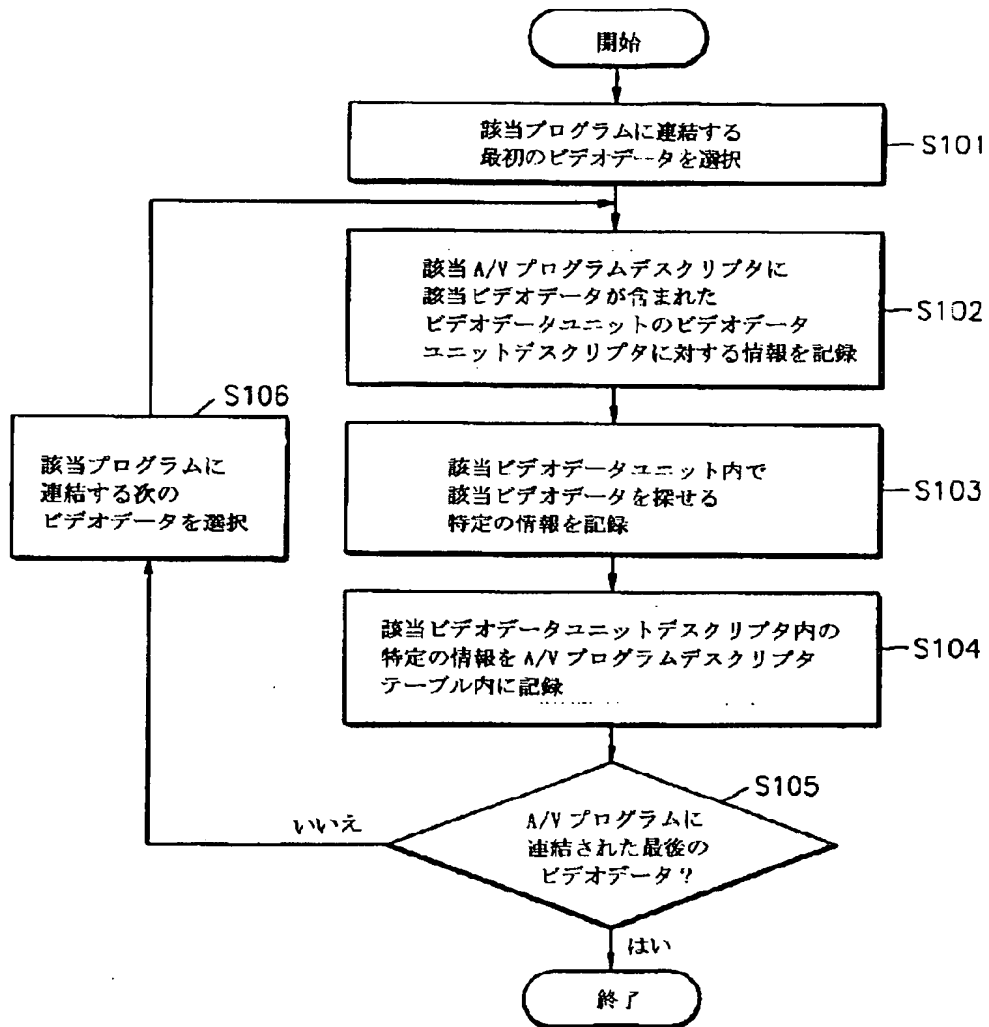 開始
該当プログラムに連結する
最初のビデオデータを選択
S101
該当A/Vプログラムデスクリプタに
該当ビデオデータが含まれた
ビデオデータユニットのビデオデータ
ユニットデスクリプタに対する情報を記録
S102
該当ビデオデータユニット内で
該当ビデオデータを探せる
特定の情報を記録
S103
該当ビデオデータユニットデスクリプタ内の
特定の情報をA/Vプログラムデスクリプタ
テーブル内に記録
S104
A/Vプログラムに
連結された最後の
ビデオデータ?
S105
いいえ
S106
該当プログラムに
連結する次の
ビデオデータを選択
はい
終了